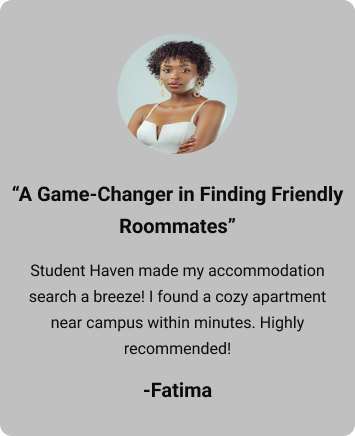 “A Game-Changer in Finding Friendly
Roommates”
Student Haven made my accommodation
search a breeze! I found a cozy apartment
near campus within minutes. Highly
recommended!
-Fatima